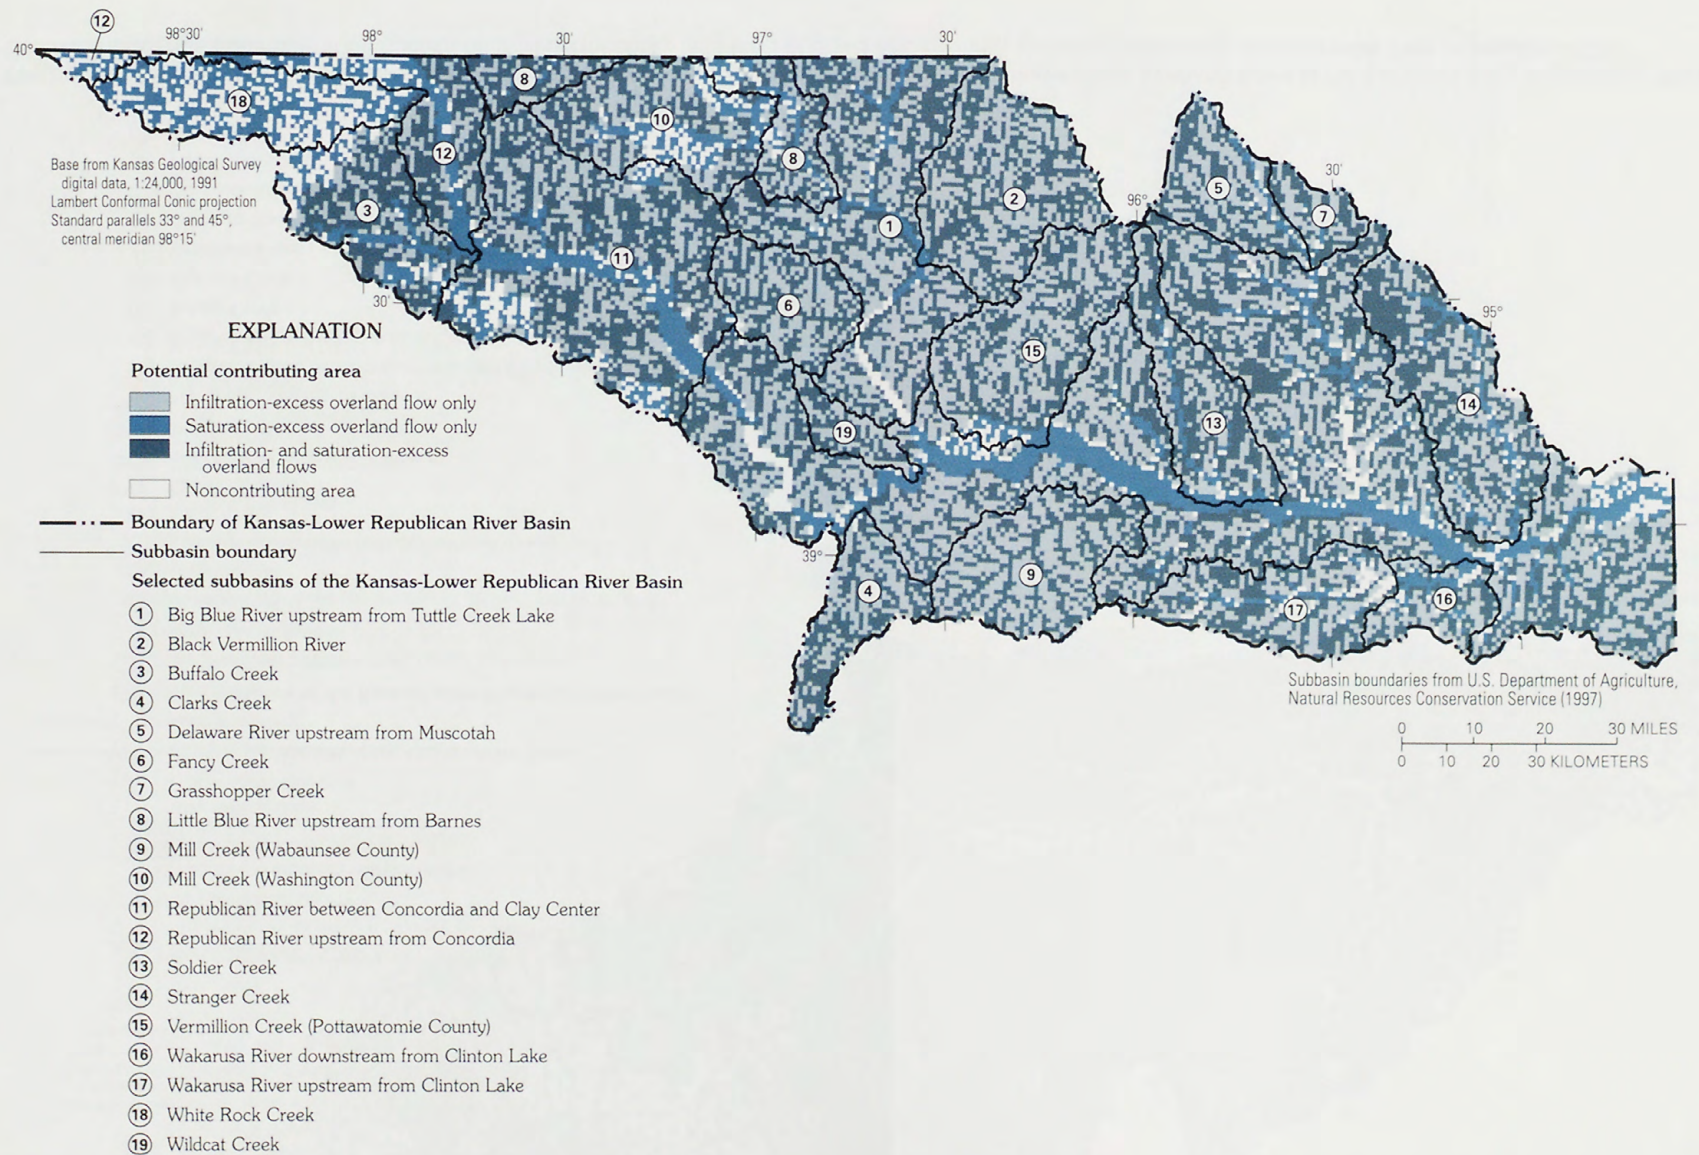 12
98°30'
98°
30'
97°
30'
40°
8
18
10
12
8
5
30'
2
96°
7
3
1
11
6
95°
30'
15
14
13
19
39°
9
4
16
17
Base from Kansas Geological Survey
digital data, 1:24,000, 1991
Lambert Conformal Conic projection
Standard parallels 33° and 45°,
central meridian 98°15'
EXPLANATION
Potential contributing area
Infiltration-excess overland flow only
Saturation-excess overland flow only
Infiltration- and saturation-excess
overland flows
Noncontributing area
Boundary of Kansas-Lower Republican River Basin
Subbasin boundary
Selected subbasins of the Kansas-Lower Republican River Basin
1 Big Blue River upstream from Tuttle Creek Lake
2 Black Vermillion River
3 Buffalo Creek
4 Clarks Creek
5 Delaware River upstream from Muscotah
6 Fancy Creek
7 Grasshopper Creek
8 Little Blue River upstream from Barnes
9 Mill Creek (Wabaunsee County)
10 Mill Creek (Washington County)
11 Republican River between Concordia and Clay Center
12 Republican River upstream from Concordia
13 Soldier Creek
14 Stranger Creek
15 Vermillion Creek (Pottawatomie County)
16 Wakarusa River downstream from Clinton Lake
17 Wakarusa River upstream from Clinton Lake
18 White Rock Creek
19 Wildcat Creek
Subbasin boundaries from U.S. Department of Agriculture,
Natural Resources Conservation Service (1997)
0 10 20 30 MILES
0 10 20 30 KILOMETERS